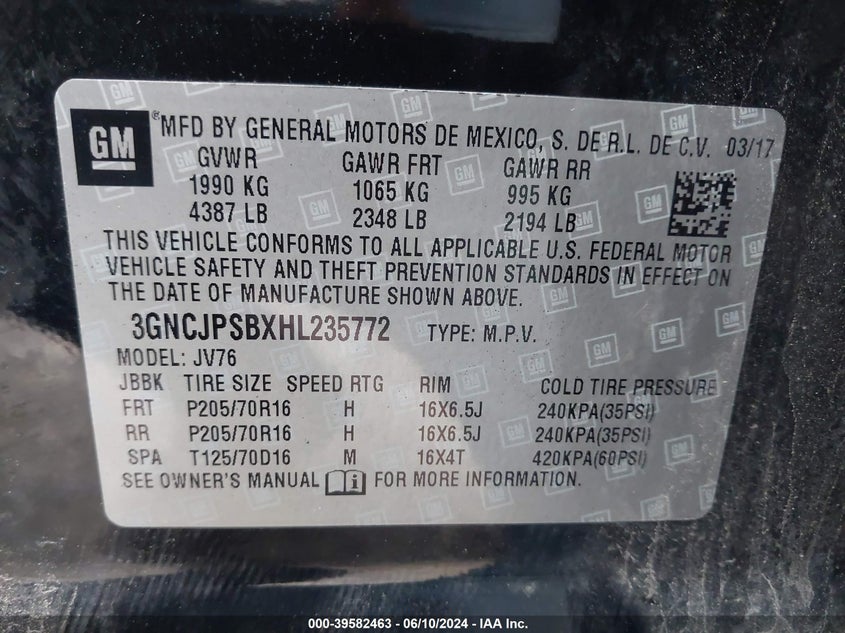 GM ® MFD BY GENERAL MOTORS DE MEXICO, S. DE R.L. DE C.V. 03/17
GVWR GAWR FRT GAWR RR
1990 KG 1065 KG 995 KG
4387 LB 2348 LB 2194 LB
THIS VEHICLE CONFORMS TO ALL APPLICABLE U.S. FEDERAL MOTOR
VEHICLE SAFETY AND THEFT PREVENTION STANDARDS IN EFFECT ON
THE DATE OF MANUFACTURE SHOWN ABOVE.
3GNCJPSBXHL235772 TYPE: M.P.V.
MODEL: JV76
JBBK TIRE SIZE SPEED RTG RIM COLD TIRE PRESSURE
FRT P205/70R16 H 16X6.5J 240KPA(35PSI)
RR P205/70R16 H 16X6.5J 240KPA(35PSI)
SPA T125/70D16 M 16X4T 420KPA(60PSI)
SEE OWNER'S MANUAL i FOR MORE INFORMATION.
000-39582463 - 06/10/2024 - IAA Inc.